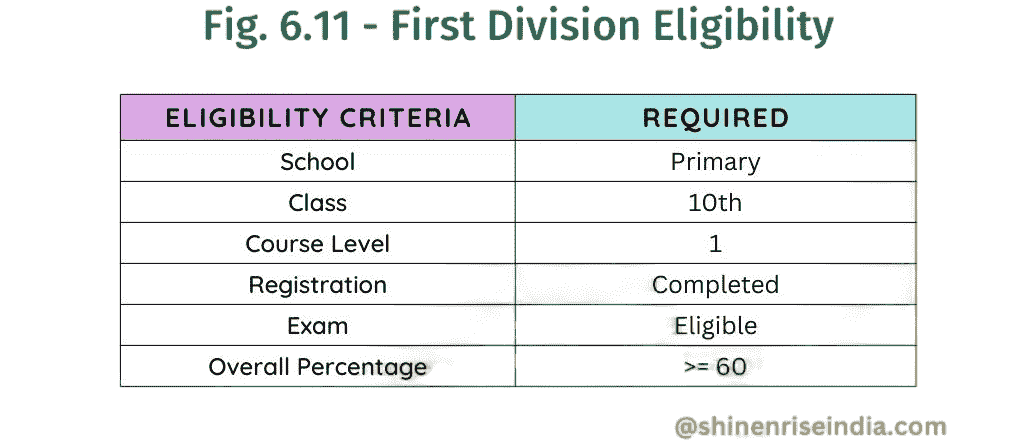 Fig. 6.11 - First Division Eligibility
ELIGIBILITY CRITERIA REQUIRED
School Primary
Class 10th
Course Level 1
Registration Completed
Exam Eligible
Overall Percentage >= 60
@shinenriseindia.com